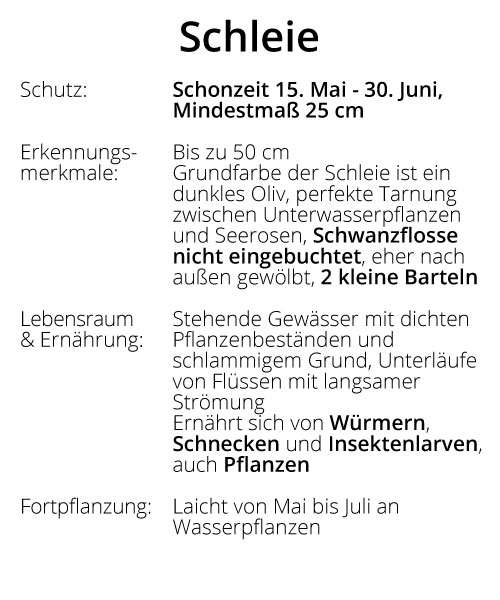 Schleie
Schutz: Schonzeit 15. Mai - 30. Juni,
Mindestmaß 25 cm
Erkennungs- Bis zu 50 cm
merkmale: Grundfarbe der Schleie ist ein
dunkles Oliv, perfekte Tarnung
zwischen Unterwasserpflanzen
und Seerosen, Schwanzflosse
nicht eingebuchtet, eher nach
außen gewölbt, 2 kleine Barteln
Lebensraum Stehende Gewässer mit dichten
& Ernährung: Pflanzenbeständen und
schlammigem Grund, Unterläufe
von Flüssen mit langsamer
Strömung
Ernährt sich von Würmern,
Schnecken und Insektenlarven,
auch Pflanzen
Fortpflanzung: Laicht von Mai bis Juli an
Wasserpflanzen